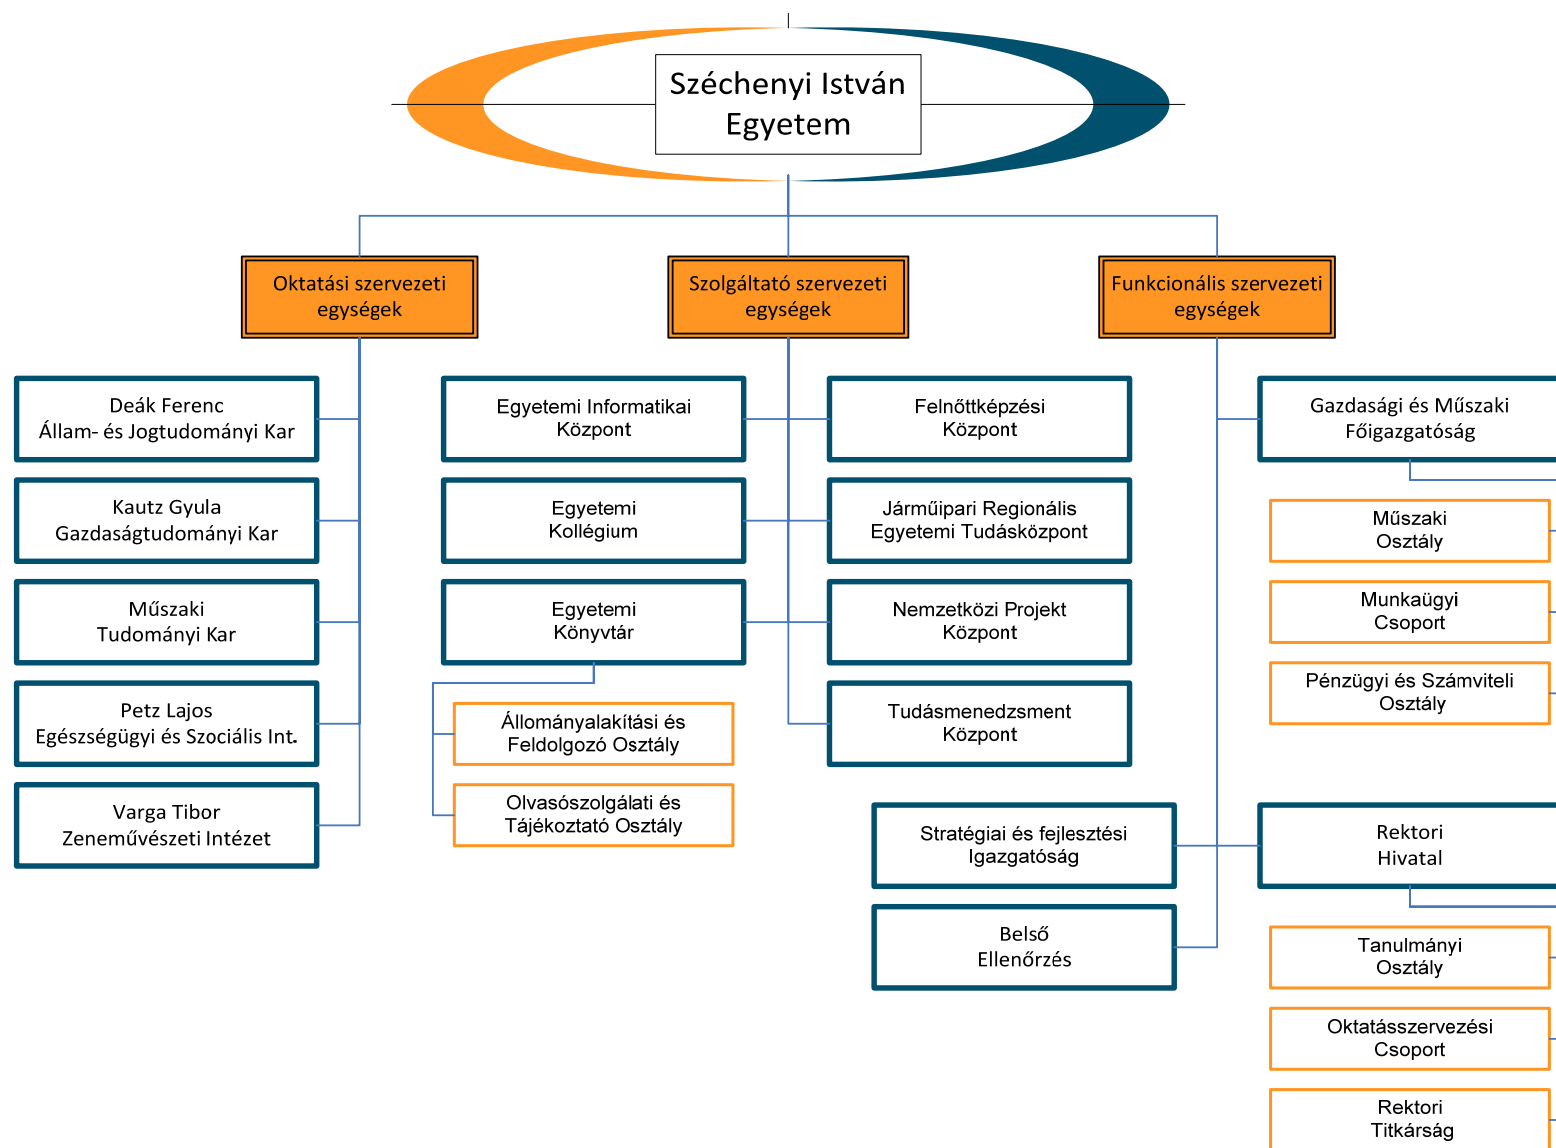 Széchenyi István
Egyetem
Oktatási szervezeti
egységek
Szolgáltató szervezeti
egységek
Funkcionális szervezeti
egységek
Deák Ferenc
Állam- és Jogtudományi Kar
Kautz Gyula
Gazdaságtudományi Kar
Műszaki
Tudományi Kar
Petz Lajos
Egészségügyi és Szociális Int.
Varga Tibor
Zeneművészeti Intézet
Egyetemi Informatikai
Központ
Egyetemi
Kollégium
Egyetemi
Könyvtár
Állományalakítási és
Feldolgozó Osztály
Olvasószolgálati és
Tájékoztató Osztály
Felnőttképzési
Központ
Járműipari Regionális
Egyetemi Tudásközpont
Nemzetközi Projekt
Központ
Tudásmenedzsment
Központ
Stratégiai és fejlesztési
Igazgatóság
Belső
Ellenőrzés
Gazdasági és Műszaki
Főigazgatóság
Műszaki
Osztály
Munkaügyi
Csoport
Pénzügyi és Számviteli
Osztály
Rektori
Hivatal
Tanulmányi
Osztály
Oktatásszervezési
Csoport
Rektori
Titkárság